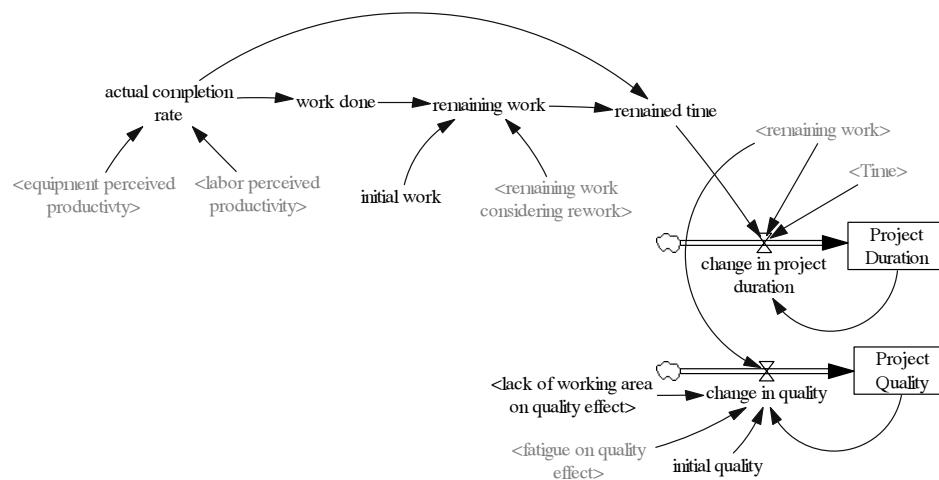 actual completion
rate
work done
remaining work
remained time
<remaining work>
<equipment perceived
productivty>
<labor perceived
productivity>
initial work
<remaining work
considering rework>
<Time>
Project
Duration
change in project
duration
Project
Quality
<lack of working area
on quality effect>
change in quality
<fatigue on quality
effect>
initial quality